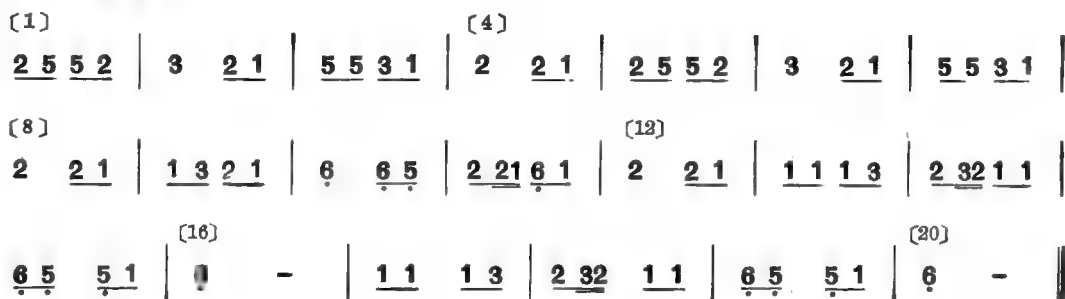 〔1〕 〔4〕
2 5 5 2 | 3 2 1 | 5 5 3 1 | 2 2 1 | 2 5 5 2 | 3 2 1 | 5 5 3 1 |
〔8〕 〔12〕
2 2 1 | 1 3 2 1 | 6̣ 6̣ 5̣ | 2 21 6̣ 1 | 2 2 1 | 1 1 1 3 | 2 32 1 1 |
〔16〕 〔20〕
6̣ 5̣ 5̣ 1 | – | 1 1 1 3 | 2 32 1 1 | 6̣ 5̣ 5̣ 1 | 6̣ – ‖